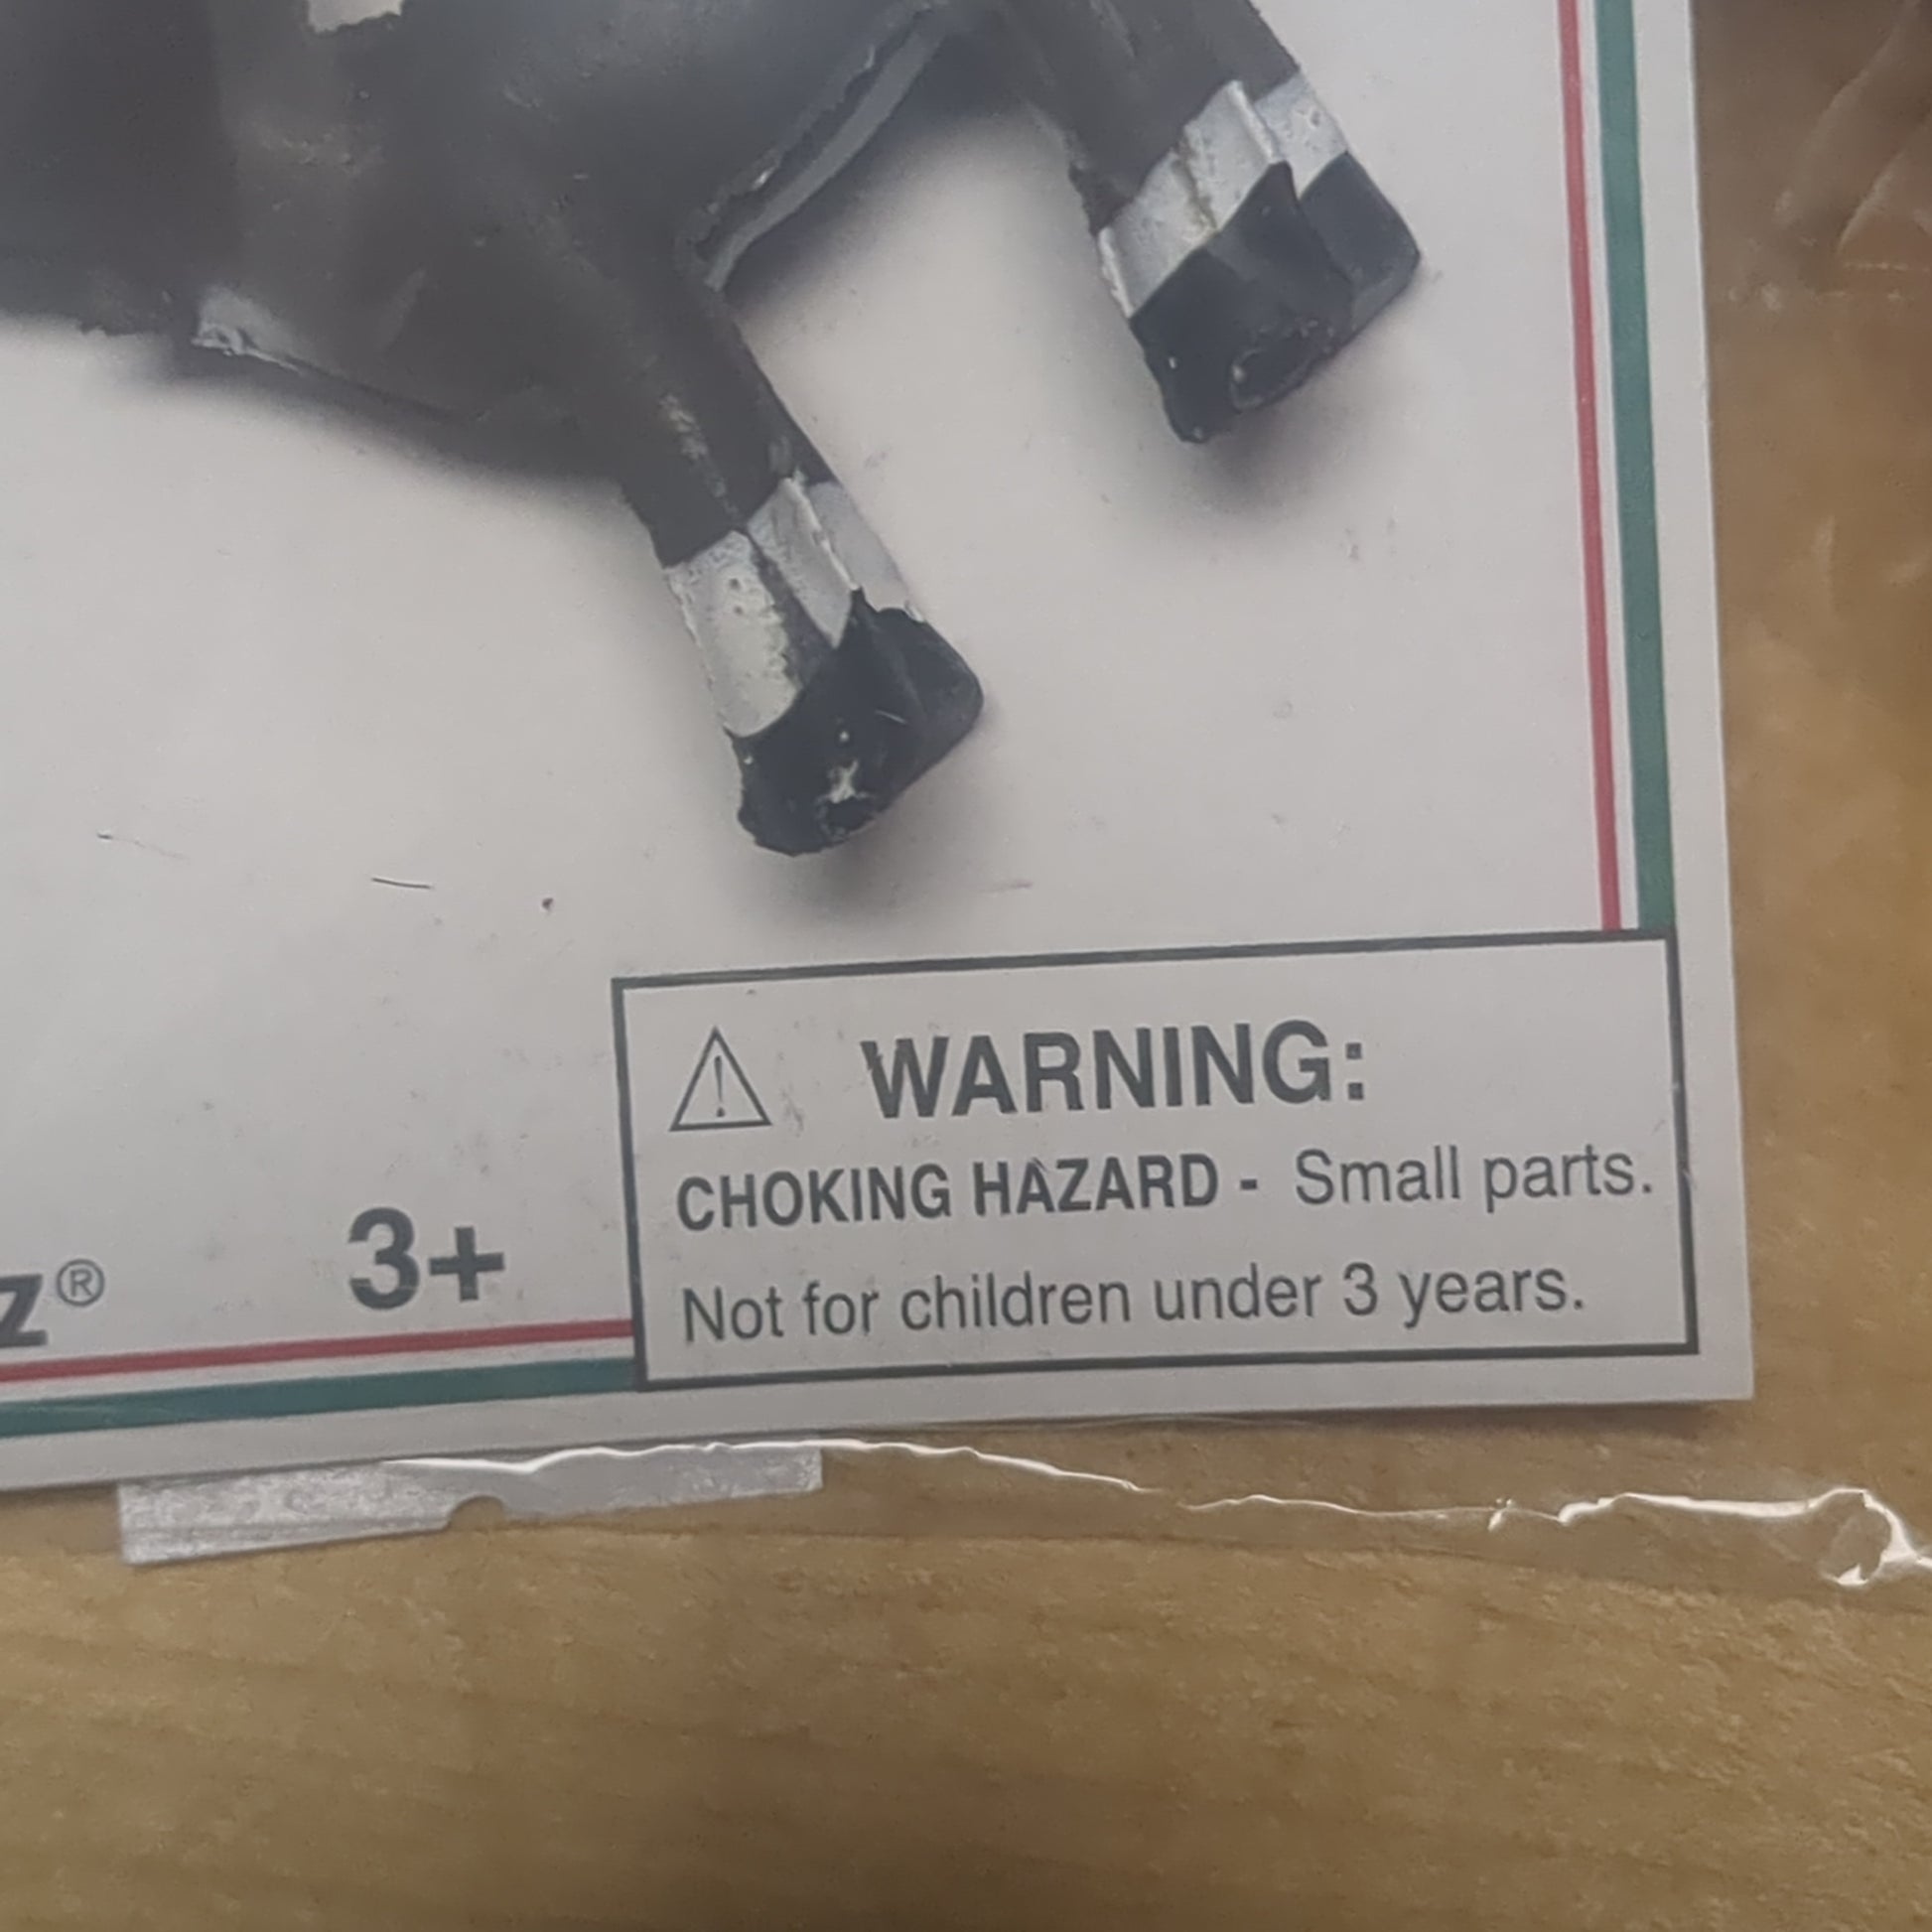 WARNING:
CHOKING HAZARD - Small parts.
Not for children under 3 years.
3+
z®